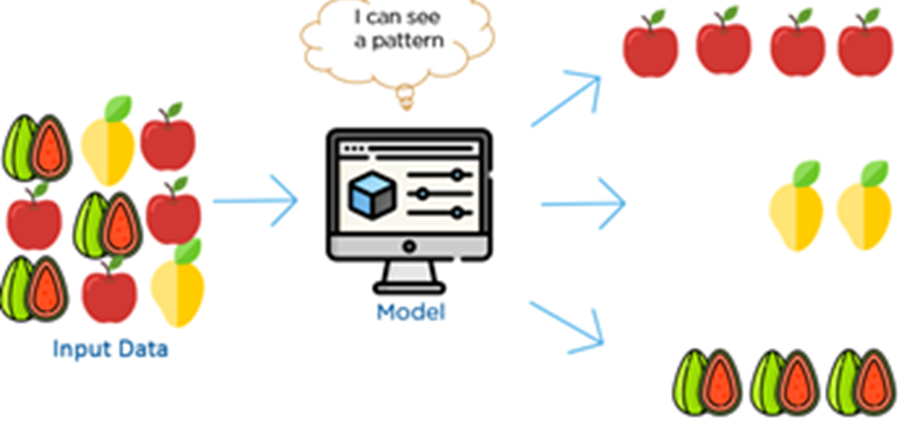 I can see
a pattern
Model
Input Data